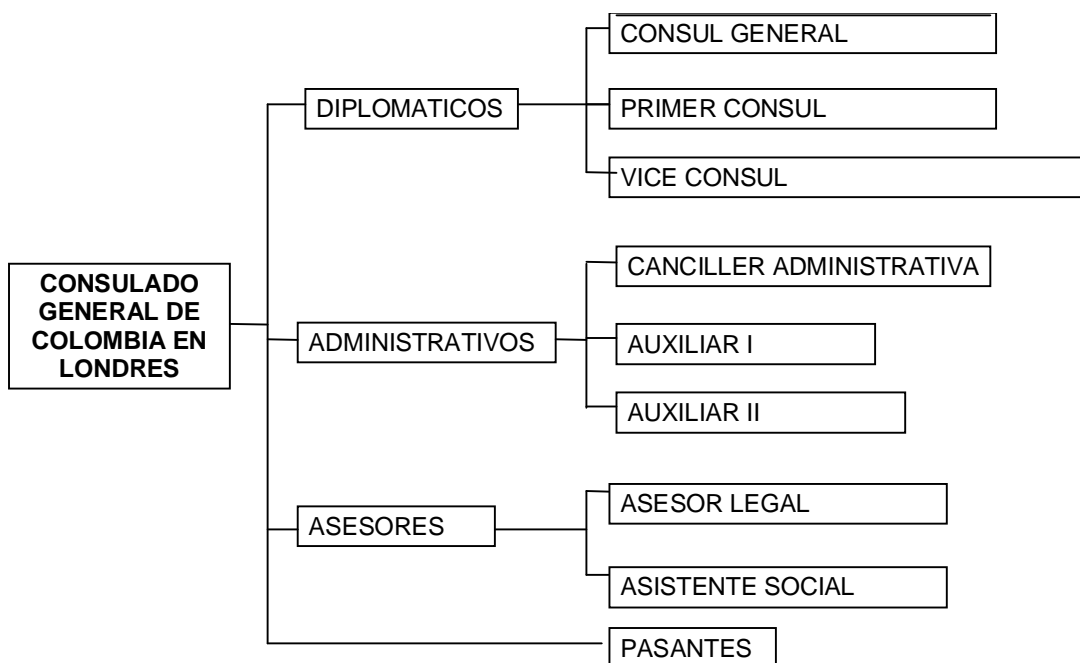 CONSULADO
GENERAL DE
COLOMBIA EN
LONDRES
DIPLOMATICOS
CONSUL GENERAL
PRIMER CONSUL
VICE CONSUL
ADMINISTRATIVOS
CANCILLER ADMINISTRATIVA
AUXILIAR I
AUXILIAR II
ASESORES
ASESOR LEGAL
ASISTENTE SOCIAL
PASANTES